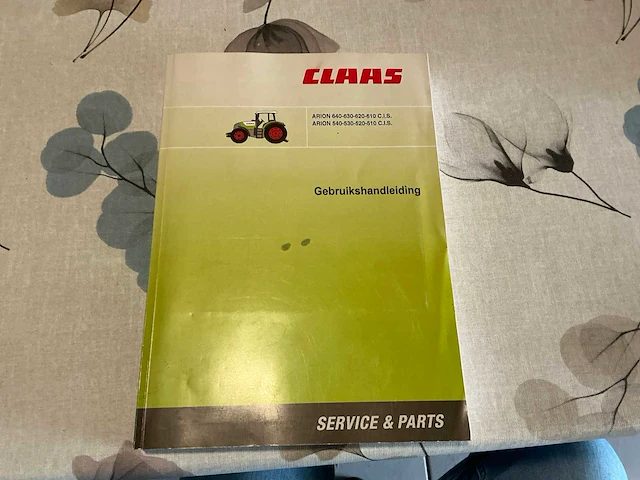 CLAAS
ARION 640-630-620-610 C.I.S.
ARION 540-530-520-510 C.I.S.
Gebruikshandleiding
SERVICE & PARTS